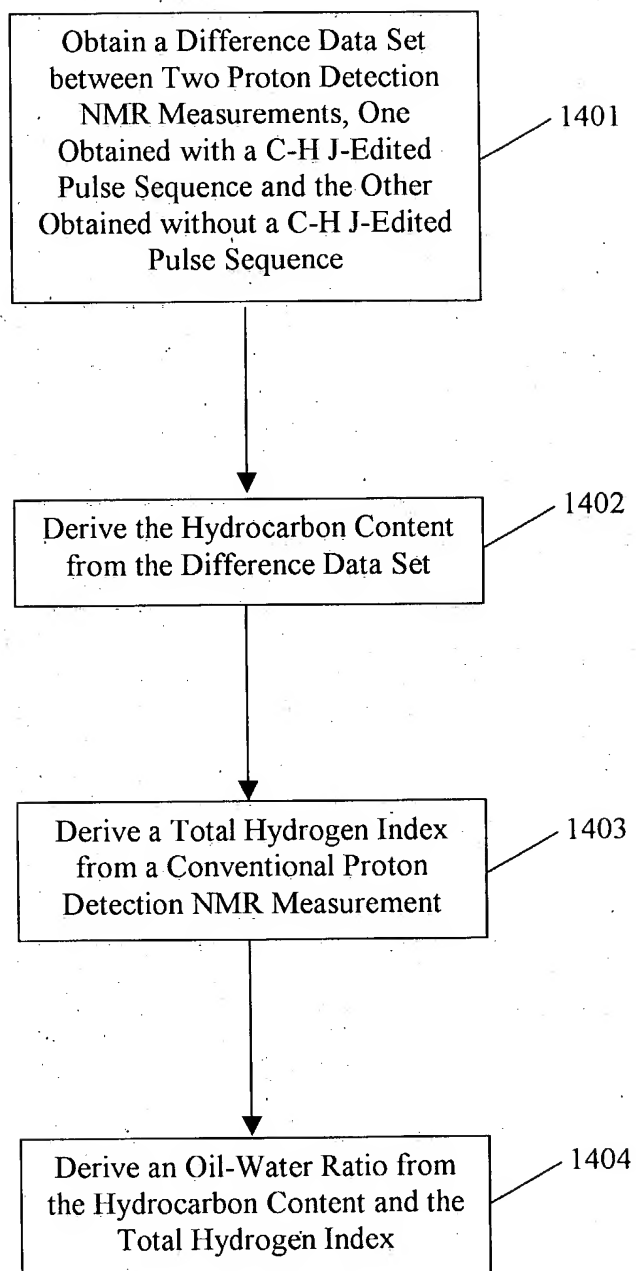 Obtain a Difference Data Set
between Two Proton Detection
NMR Measurements, One
Obtained with a C-H J-Edited
Pulse Sequence and the Other
Obtained without a C-H J-Edited
Pulse Sequence
1401
Derive the Hydrocarbon Content
from the Difference Data Set
1402
Derive a Total Hydrogen Index
from a Conventional Proton
Detection NMR Measurement
1403
Derive an Oil-Water Ratio from
the Hydrocarbon Content and the
Total Hydrogen Index
1404